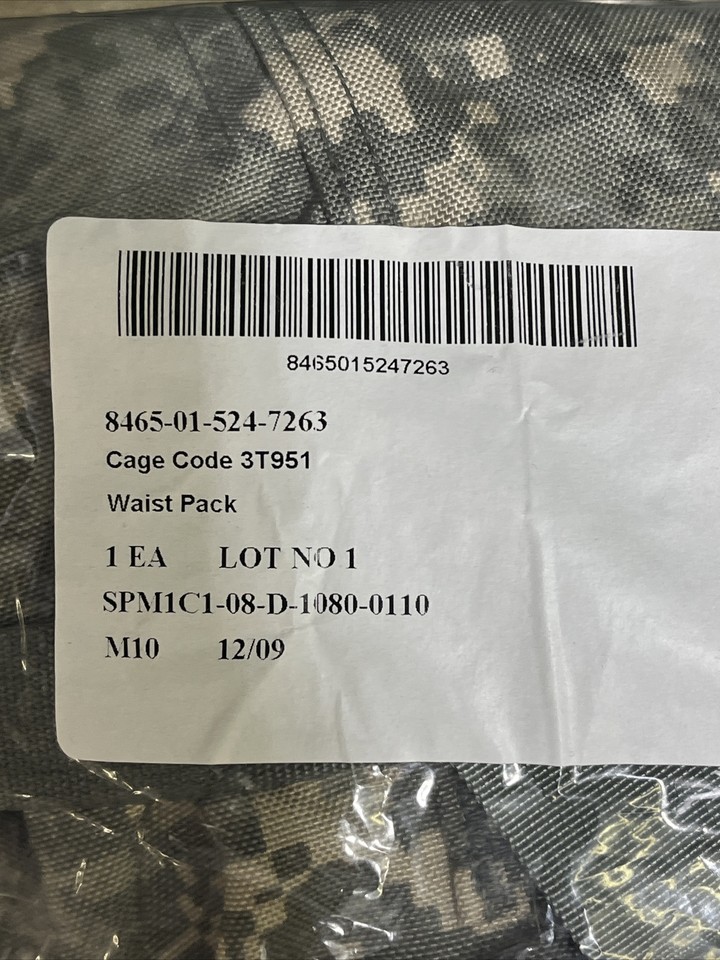 8465015247263
8465-01-524-7263
Cage Code 3T951
Waist Pack
1 EA LOT NO 1
SPM1C1-08-D-1080-0110
M10 12/09